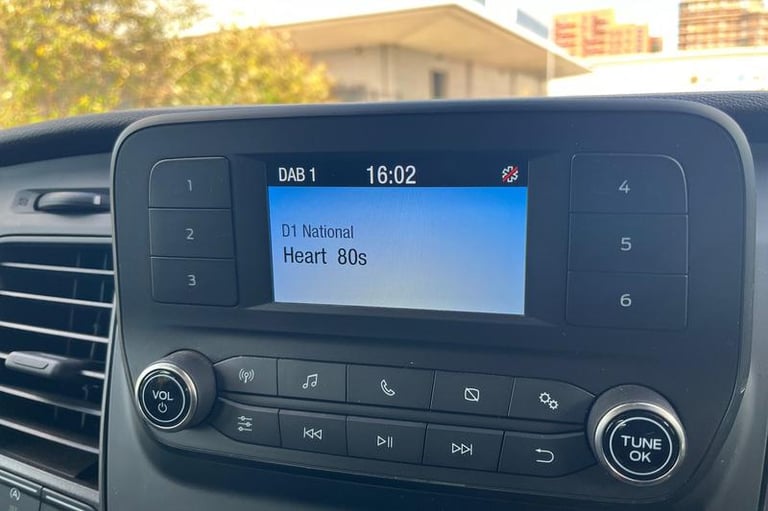 DAB 1 16:02
D1 National
Heart 80s
1
2
3
4
5
6
VOL
TUNE
OK
A